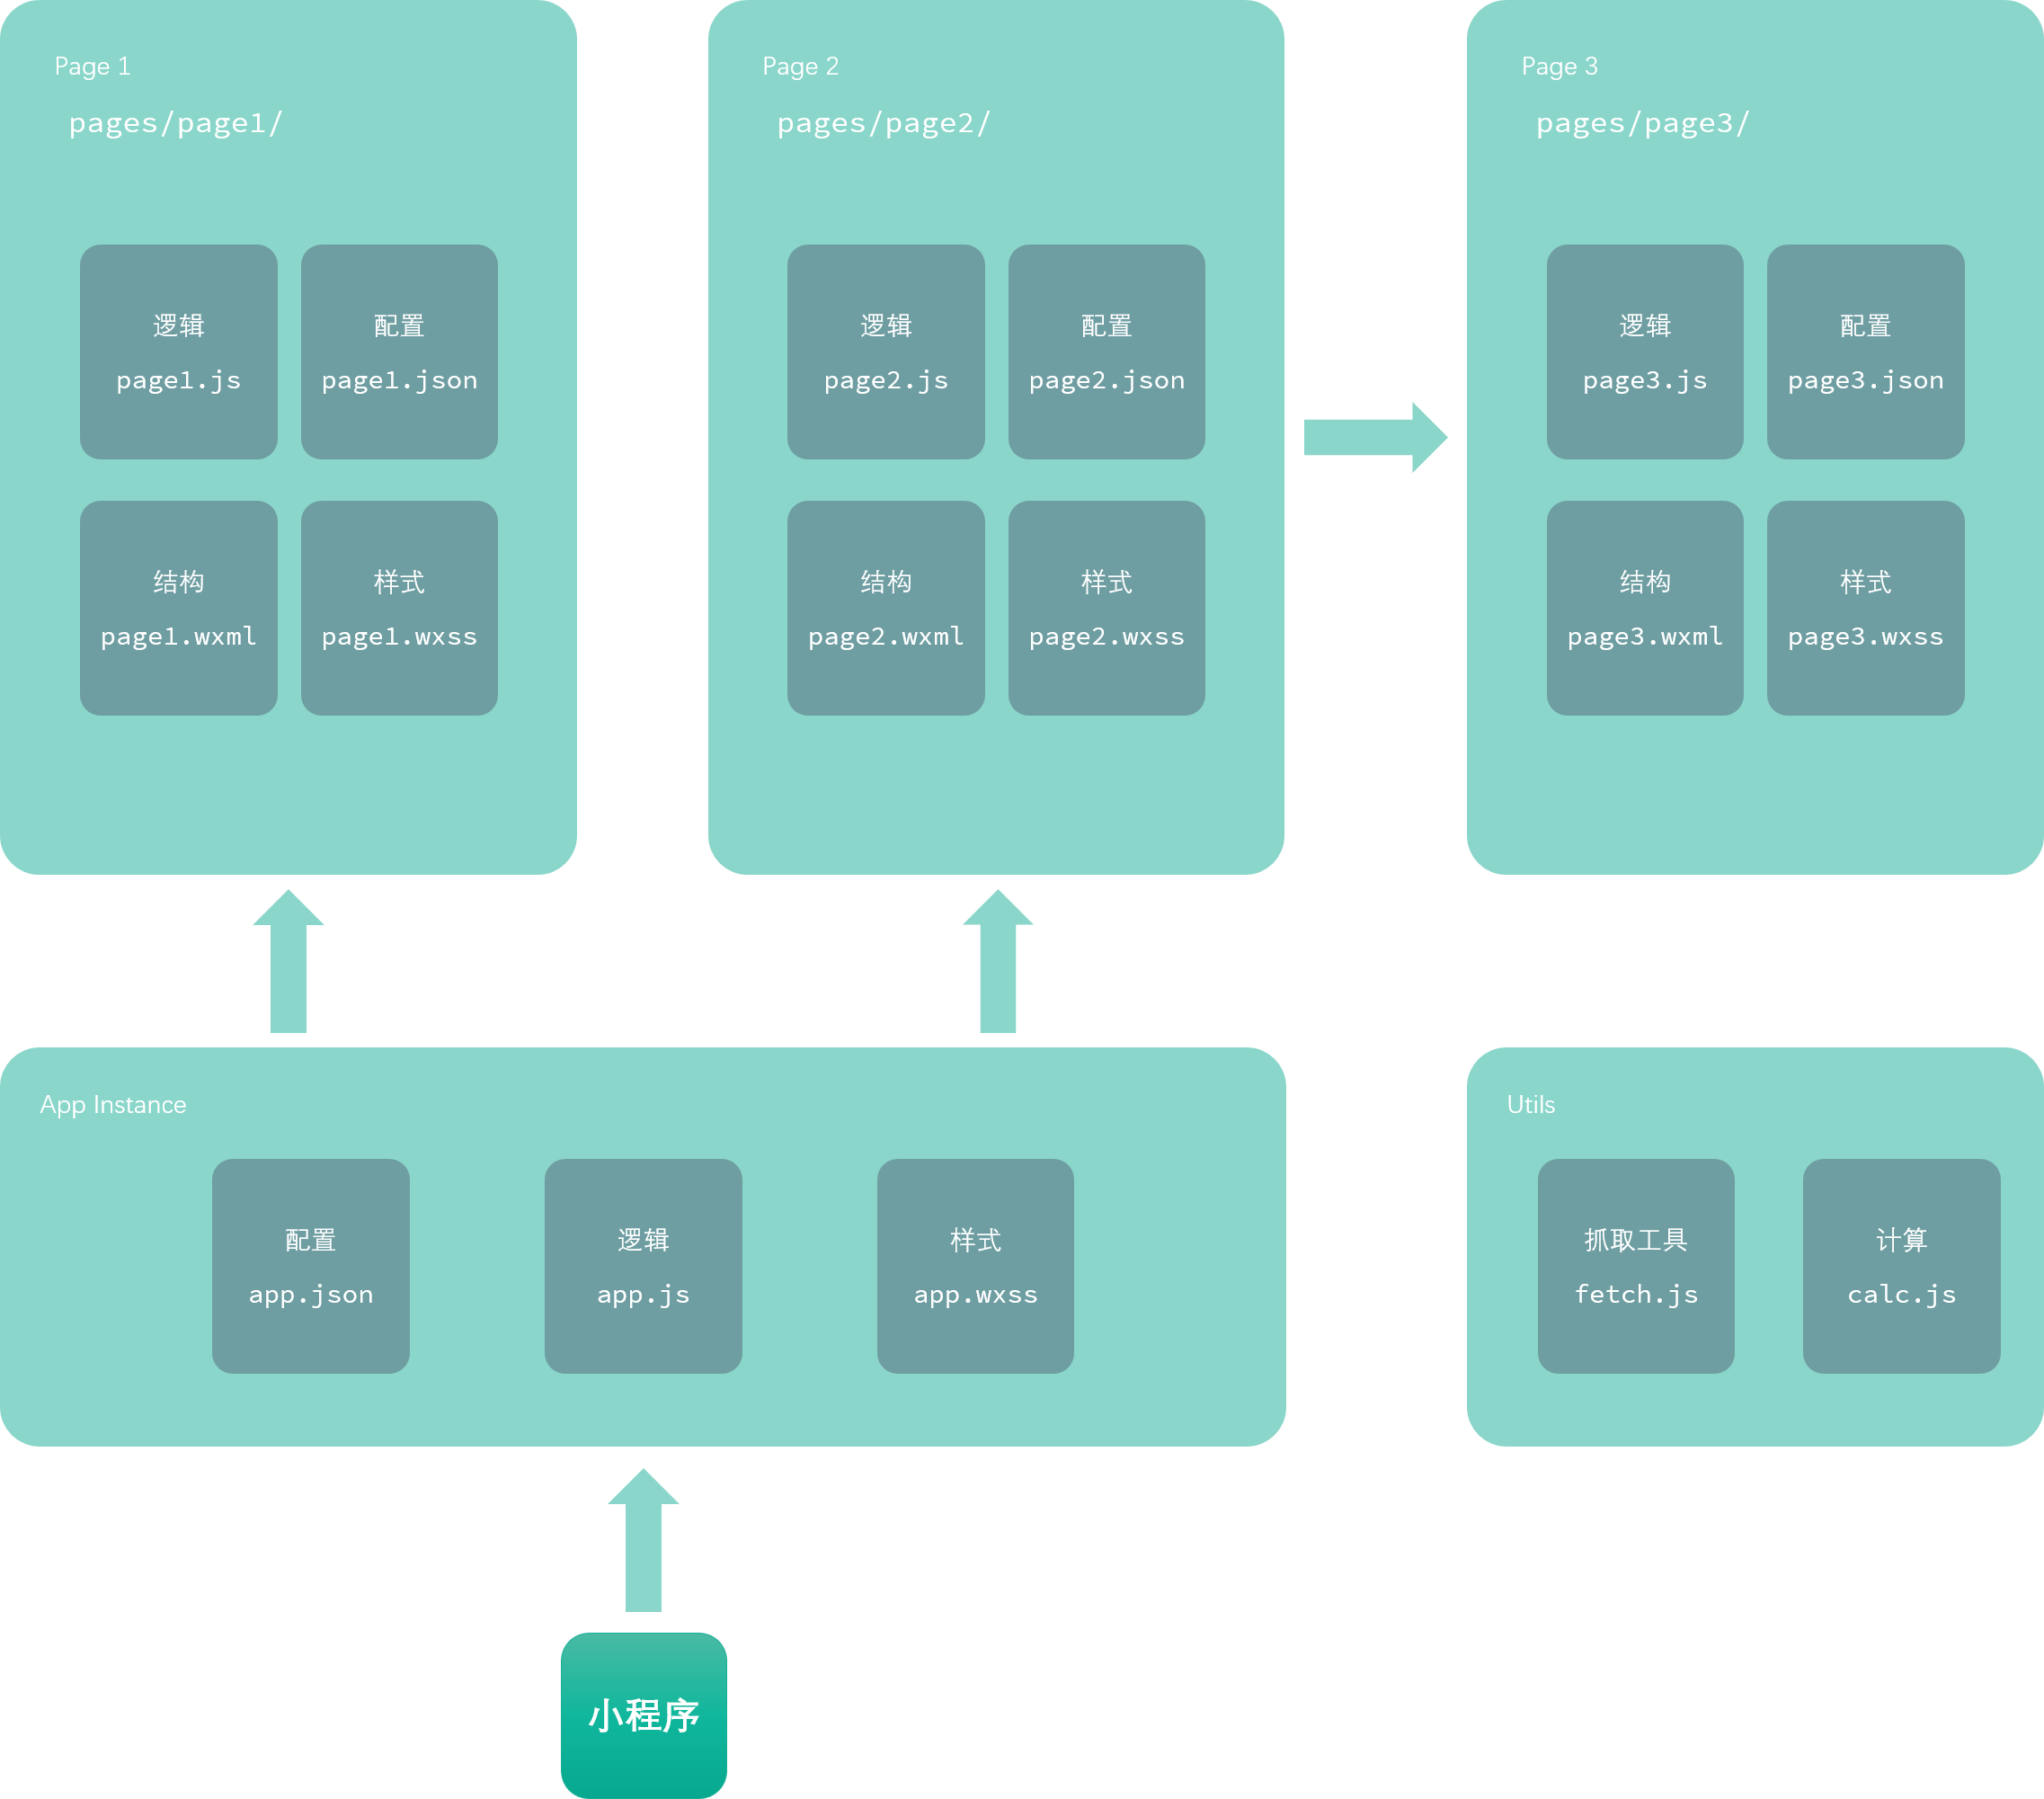 Page 1
pages/page1/
逻辑
page1.js
配置
page1.json
结构
page1.wxml
样式
page1.wxss
Page 2
pages/page2/
逻辑
page2.js
配置
page2.json
结构
page2.wxml
样式
page2.wxss
Page 3
pages/page3/
逻辑
page3.js
配置
page3.json
结构
page3.wxml
样式
page3.wxss
App Instance
配置
app.json
逻辑
app.js
样式
app.wxss
Utils
抓取工具
fetch.js
计算
calc.js
小程序